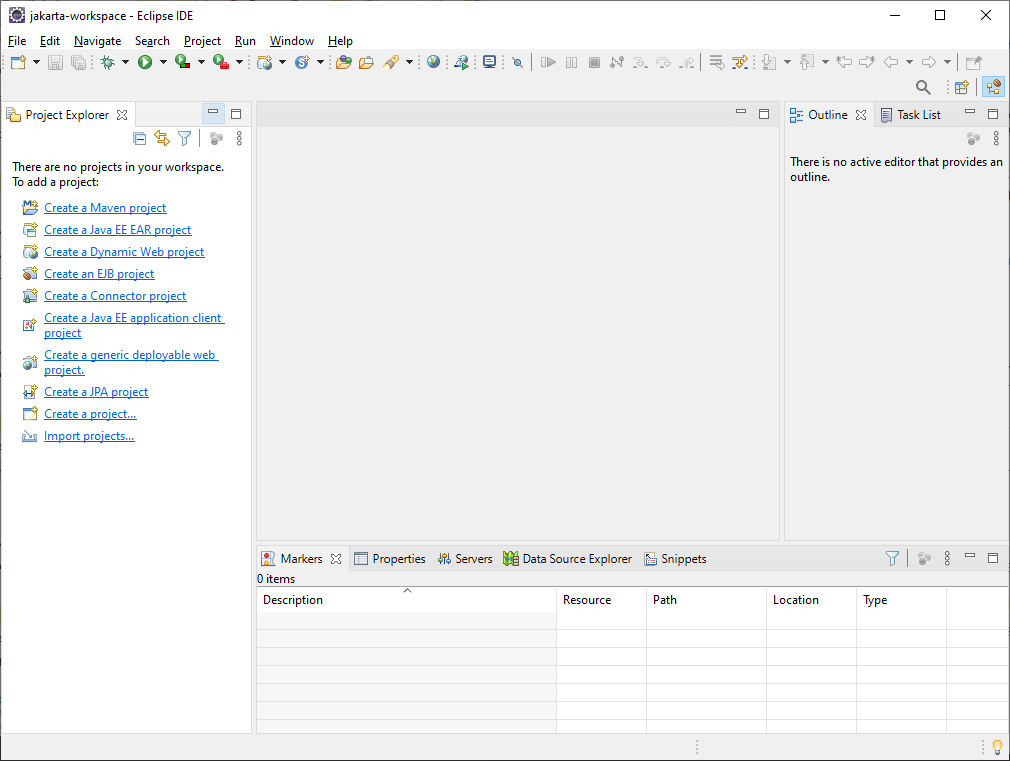 jakarta-workspace - Eclipse IDE
File Edit Navigate Search Project Run Window Help
Project Explorer
There are no projects in your workspace.
To add a project:
Create a Maven project
Create a Java EE EAR project
Create a Dynamic Web project
Create an EJB project
Create a Connector project
Create a Java EE application client
project
Create a generic deployable web
project.
Create a JPA project
Create a project...
Import projects...
Outline Task List
There is no active editor that provides an
outline.
Markers Properties Servers Data Source Explorer Snippets
0 items
Description Resource Path Location Type